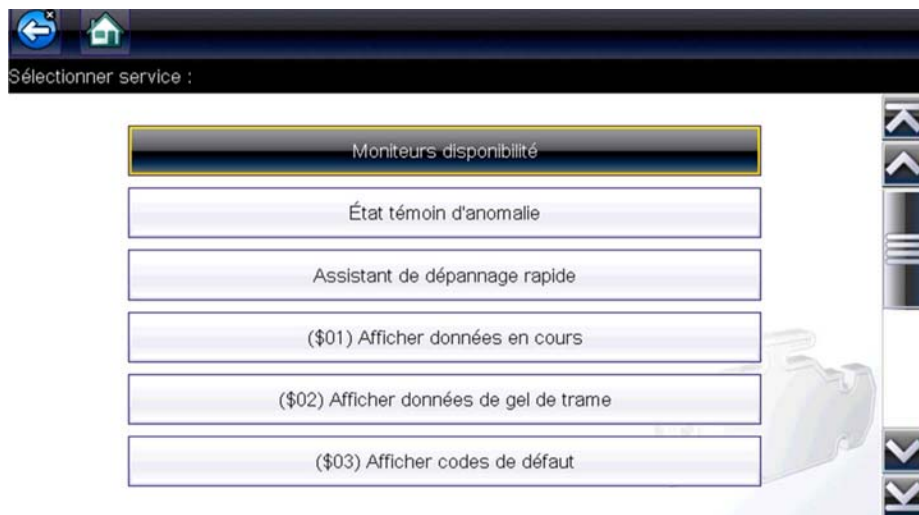 Sélectionner service :
Moniteurs disponibilité
État témoin d'anomalie
Assistant de dépannage rapide
($01) Afficher données en cours
($02) Afficher données de gel de trame
($03) Afficher codes de défaut